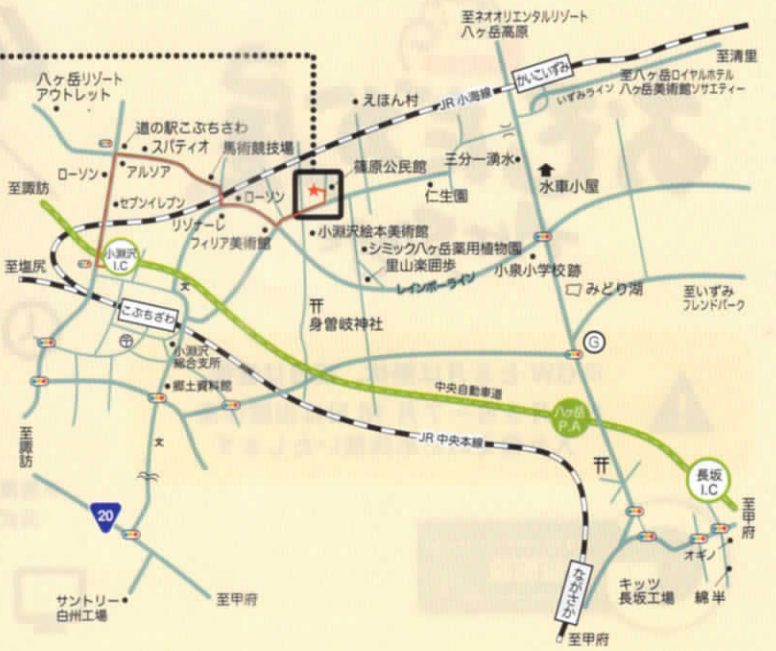 至ネオオリエンタルリゾート
八ヶ岳高原
至清里
かいこいずみ
至八ヶ岳ロイヤルホテル
八ヶ岳美術館ソサエティー
いずみライン
JR小海線
えほん村
八ヶ岳リゾート
アウトレット
道の駅こぶちざわ
スパティオ
馬術競技場
ローソン
アルソア
至諏訪
セブンイレブン
ローソン
篠原公民館
三分一湧水
水車小屋
仁生園
リゾナーレ
フィリア美術館
小淵沢絵本美術館
シミック八ヶ岳薬用植物園
里山楽囲歩
小泉小学校跡
小淵沢
I.C
至塩尻
レインボーライン
みどり湖
至いずみ
フレンドパーク
こぶちざわ
文
身曽岐神社
G
小淵沢
総合支所
郷土資料館
中央自動車道
八ヶ岳
P.A
JR中央本線
文
至諏訪
長坂
I.C
至甲府
20
オギノ
綿半
キッツ
長坂工場
ながさか
サントリー
白州工場
至甲府
至甲府